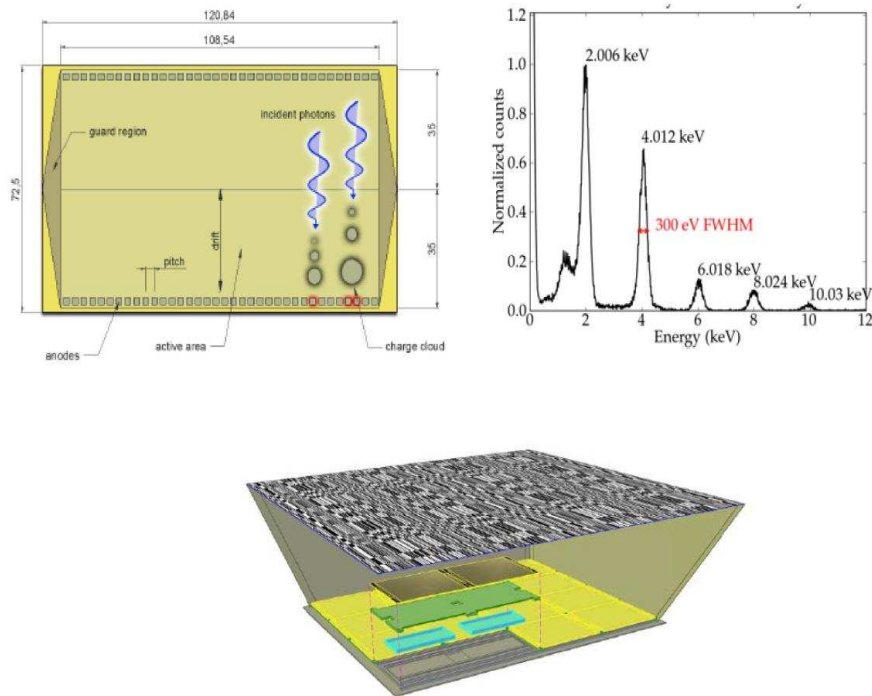 120,84
108,54
guard region
incident photons
35
72,5
drift
pitch
35
anodes
active area
charge cloud
1.2
1.0
0.8
0.6
0.4
0.2
0.0
Normalized counts
2.006 keV
4.012 keV
300 eV FWHM
6.018 keV
8.024 keV
10.03 keV
0 2 4 6 8 10 12
Energy (keV)